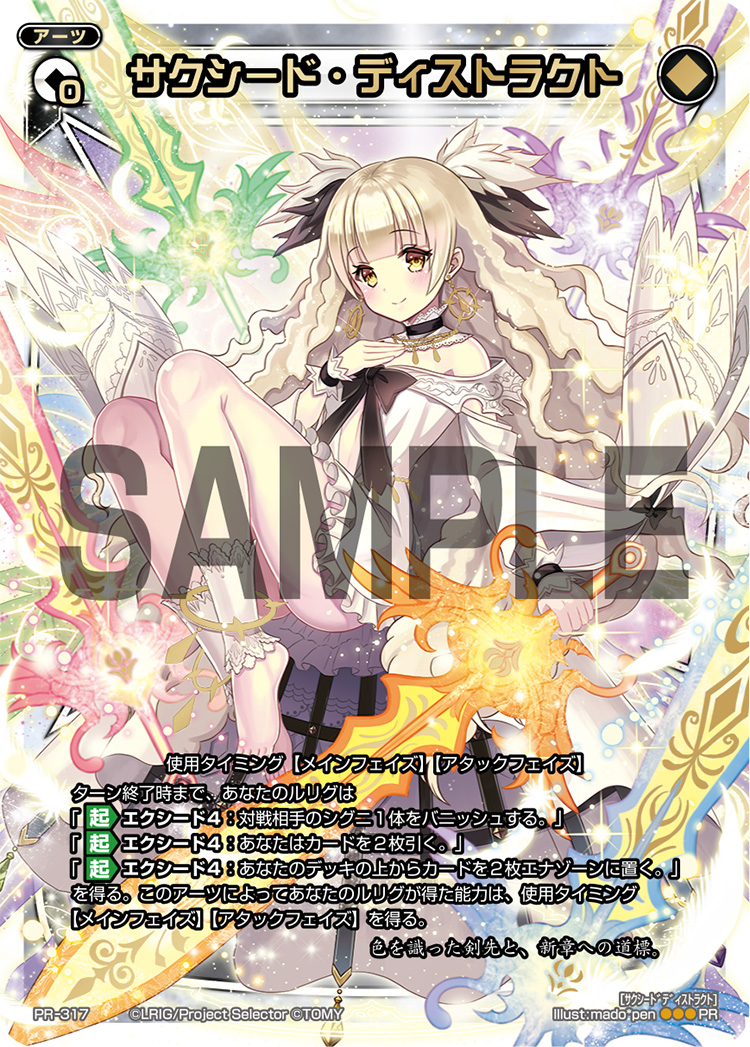 アーツ
0
サクシード・ディストラクト
SAMPLE
使用タイミング【メインフェイズ】【アタックフェイズ】
ターン終了時まで、あなたのルリグは
「起エクシード4：対戦相手のシグニ1体をバニッシュする。」
「起エクシード4：あなたはカードを2枚引く。」
「起エクシード4：あなたのデッキの上からカードを2枚エナゾーンに置く。」
を得る。このアーツによってあなたのルリグが得た能力は、使用タイミング
【メインフェイズ】【アタックフェイズ】を得る。
色を識った剣先と、新章への道標。
[サクシード・ディストラクト]
PR-317 ©LRIG/Project Selector ©TOMY Illust:mado*pen PR